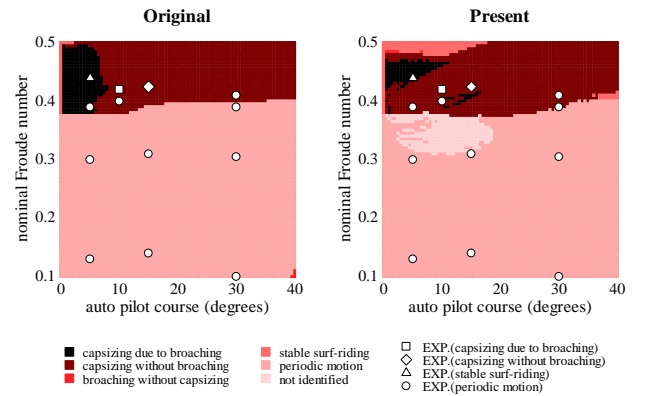 Original Present
0.5 0.5
0.4 0.4
0.3 0.3
0.2 0.2
0.1 0.1
nominal Froude number nominal Froude number
0 10 20 30 40 0 10 20 30 40
auto pilot course (degrees) auto pilot course (degrees)
capsizing due to broaching
capsizing without broaching
broaching without capsizing
stable surf-riding
periodic motion
not identified
EXP.(capsizing due to broaching)
EXP.(capsizing without broaching)
EXP.(stable surf-riding)
EXP.(periodic motion)